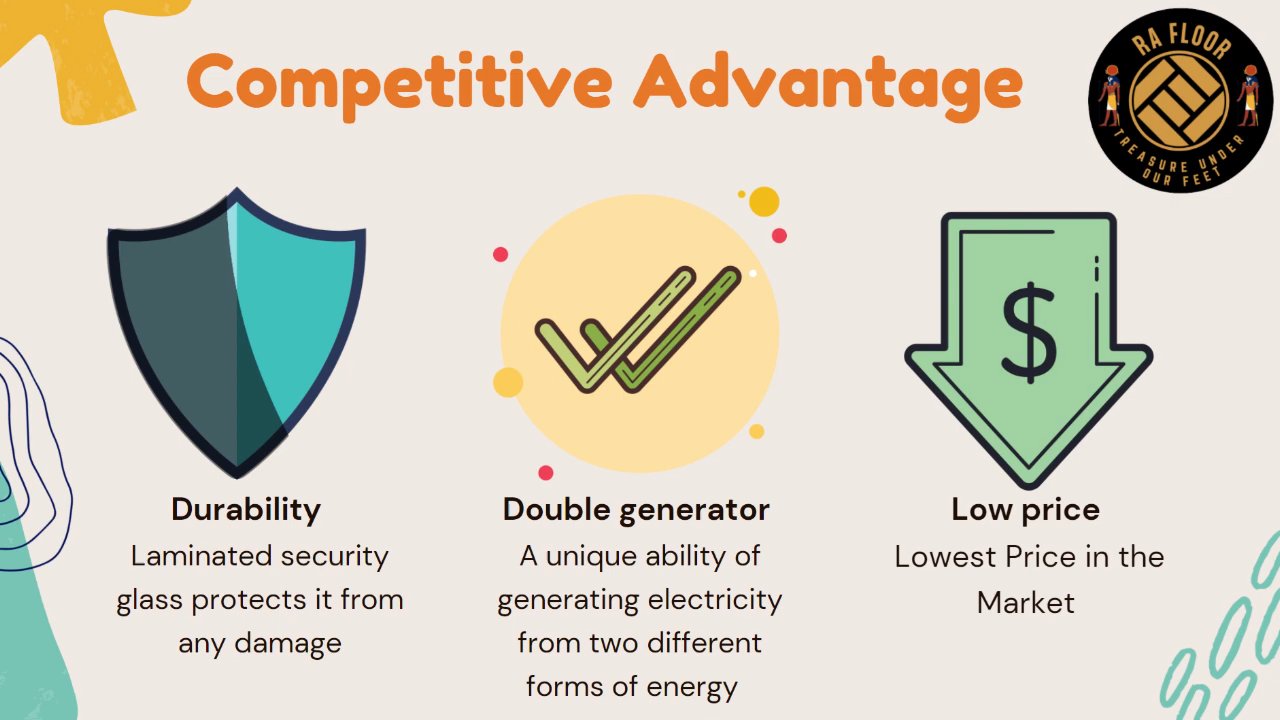 Competitive Advantage
RA FLOOR
TREASURE UNDER
OUR FEET
$
Durability
Laminated security
glass protects it from
any damage
Double generator
A unique ability of
generating electricity
from two different
forms of energy
Low price
Lowest Price in the
Market